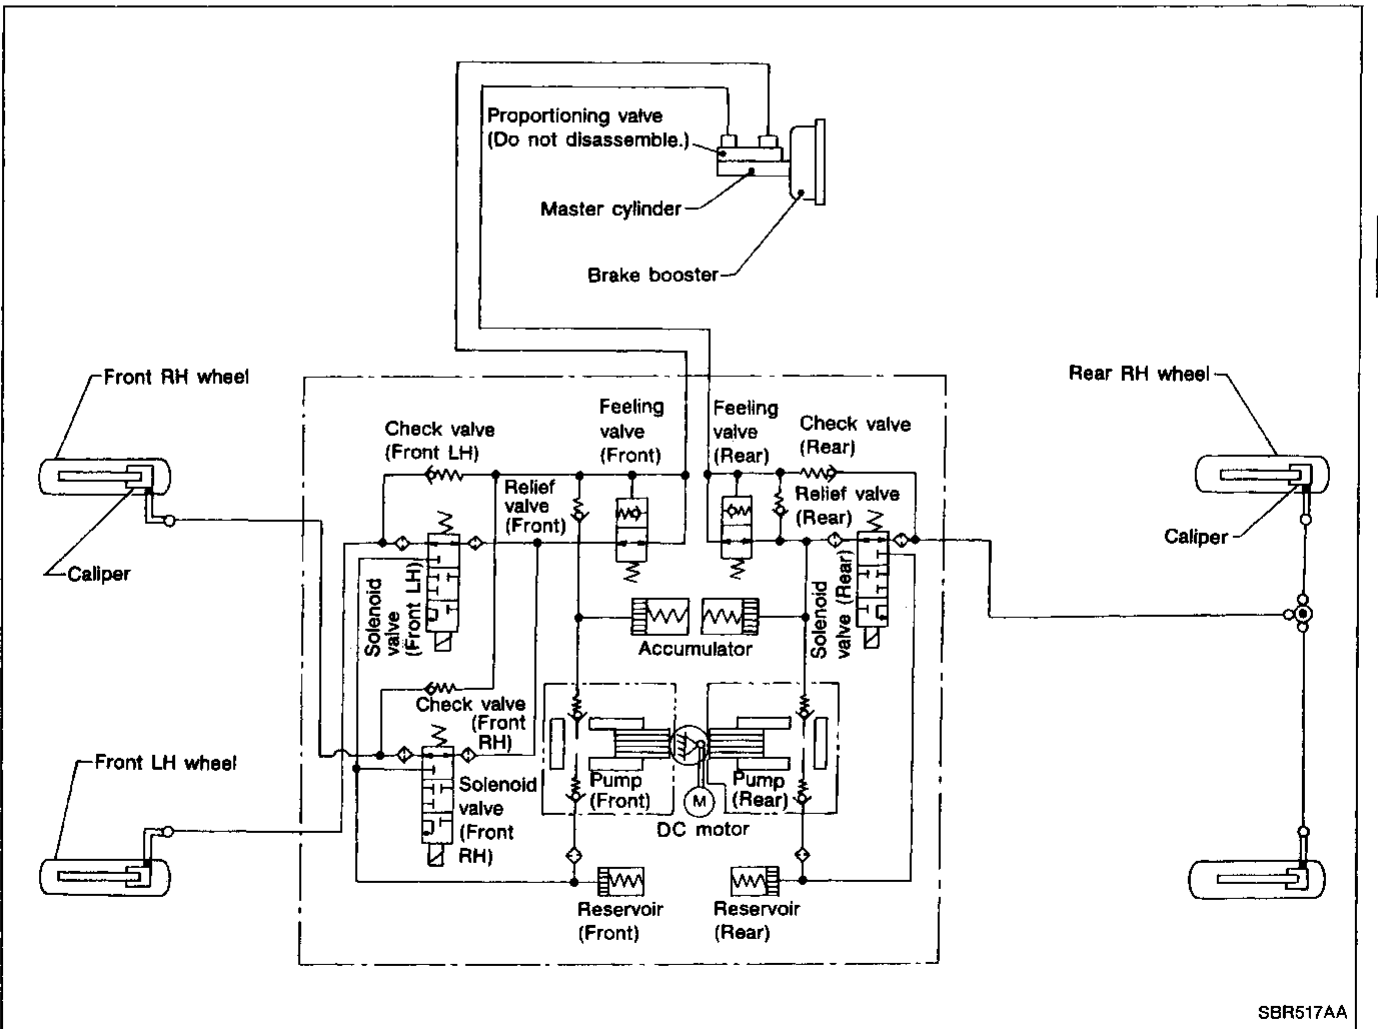 Proportioning valve
(Do not disassemble.)
Master cylinder
Brake booster
Front RH wheel
Rear RH wheel
Check valve
(Front LH)
Feeling
valve
(Front)
Feeling
valve
(Rear)
Check valve
(Rear)
Relief
valve
(Front)
Relief valve
(Rear)
Caliper
Caliper
Solenoid
valve
(Front LH)
Solenoid
valve (Rear)
Accumulator
Check valve
(Front
RH)
Front LH wheel
Solenoid
valve
(Front
RH)
Pump
(Front)
M
Pump
(Rear)
DC motor
Reservoir
(Front)
Reservoir
(Rear)
SBR517AA